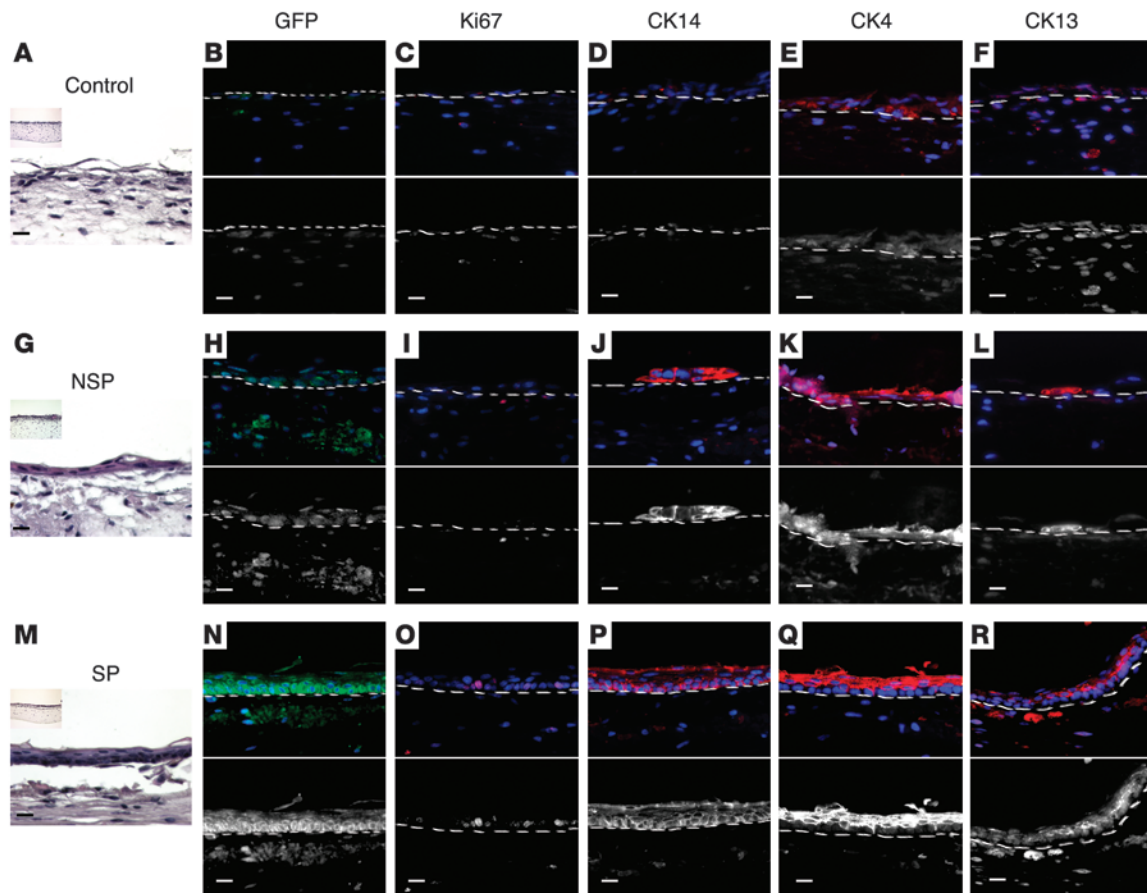 GFP Ki67 CK14 CK4 CK13
A B C D E F
Control
G H I J K L
NSP
M N O P Q R
SP